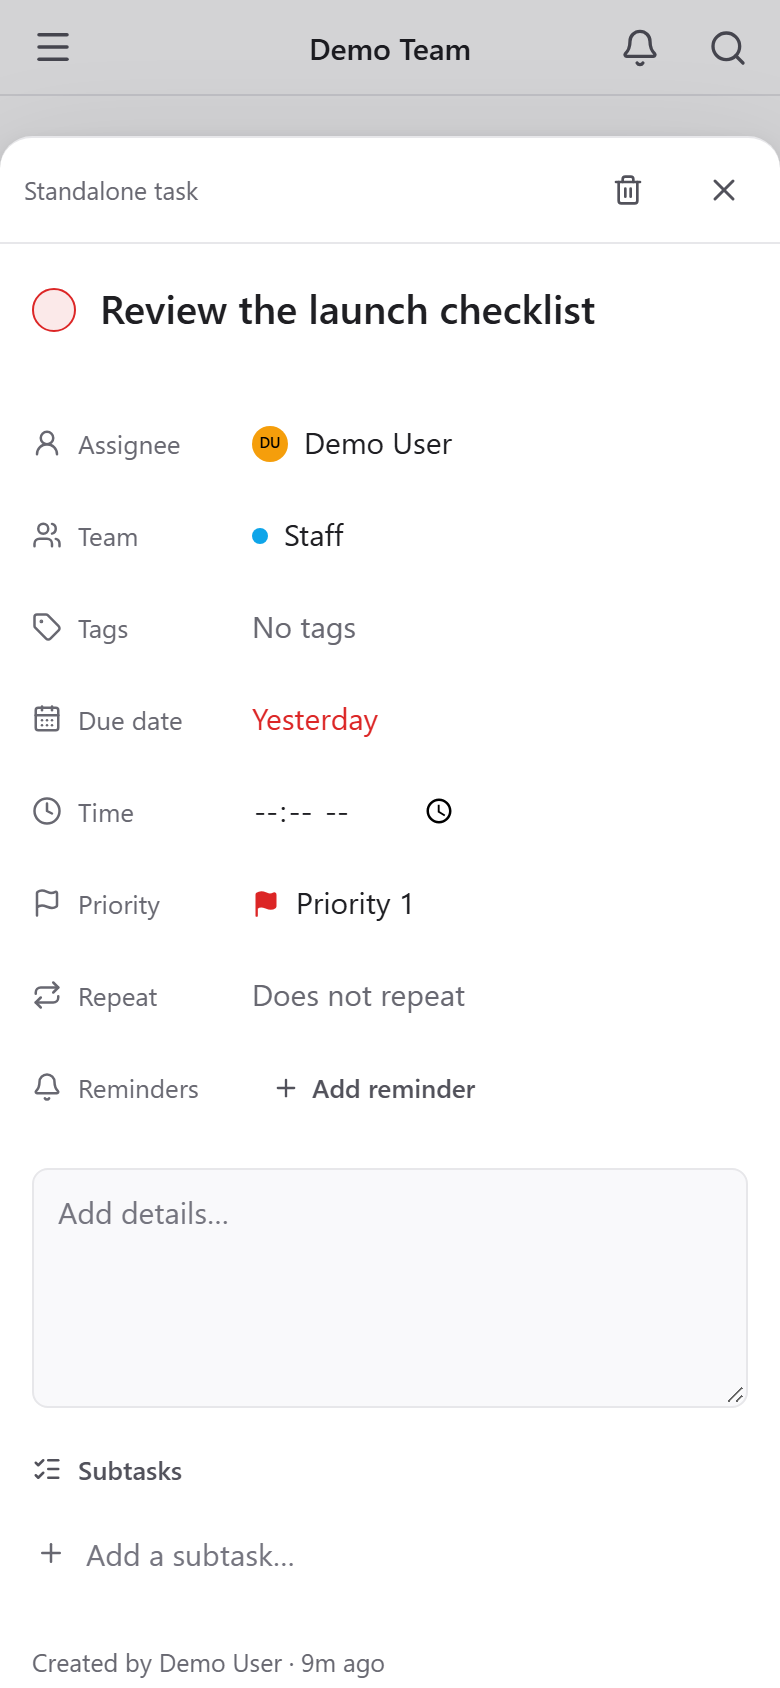 Demo Team
Standalone task
Review the launch checklist
Assignee DU Demo User
Team Staff
Tags No tags
Due date Yesterday
Time --:-- --
Priority Priority 1
Repeat Does not repeat
Reminders + Add reminder
Add details...
Subtasks
+ Add a subtask...
Created by Demo User · 9m ago